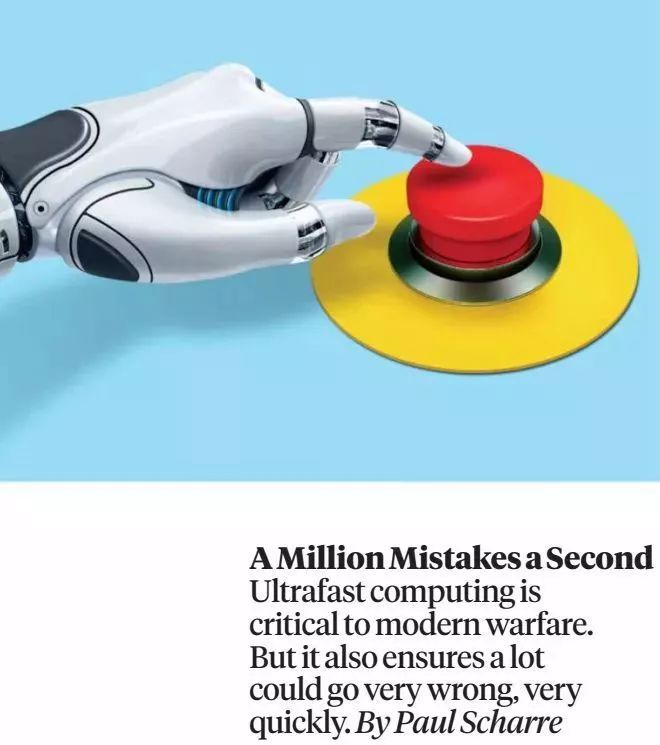 A Million Mistakes a Second
Ultrafast computing is
critical to modern warfare.
But it also ensures a lot
could go very wrong, very
quickly. By Paul Scharre